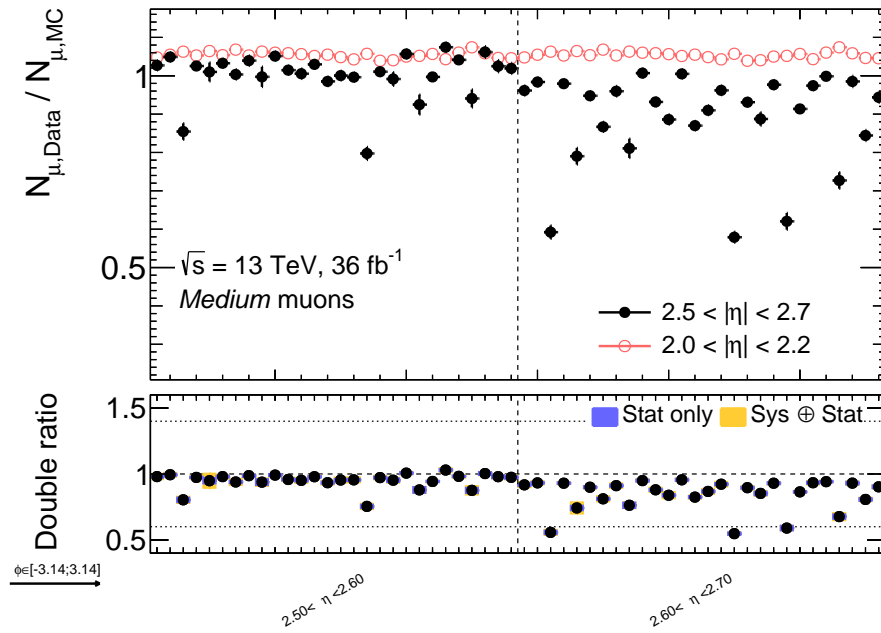 N_μ,Data / N_μ,MC
1
0.5
√s = 13 TeV, 36 fb⁻¹
Medium muons
2.5 < |η| < 2.7
2.0 < |η| < 2.2
Double ratio
1.5
1
0.5
Stat only
Sys ⊕ Stat
ϕ∈[-3.14;3.14]
2.50< η <2.60
2.60< η <2.70